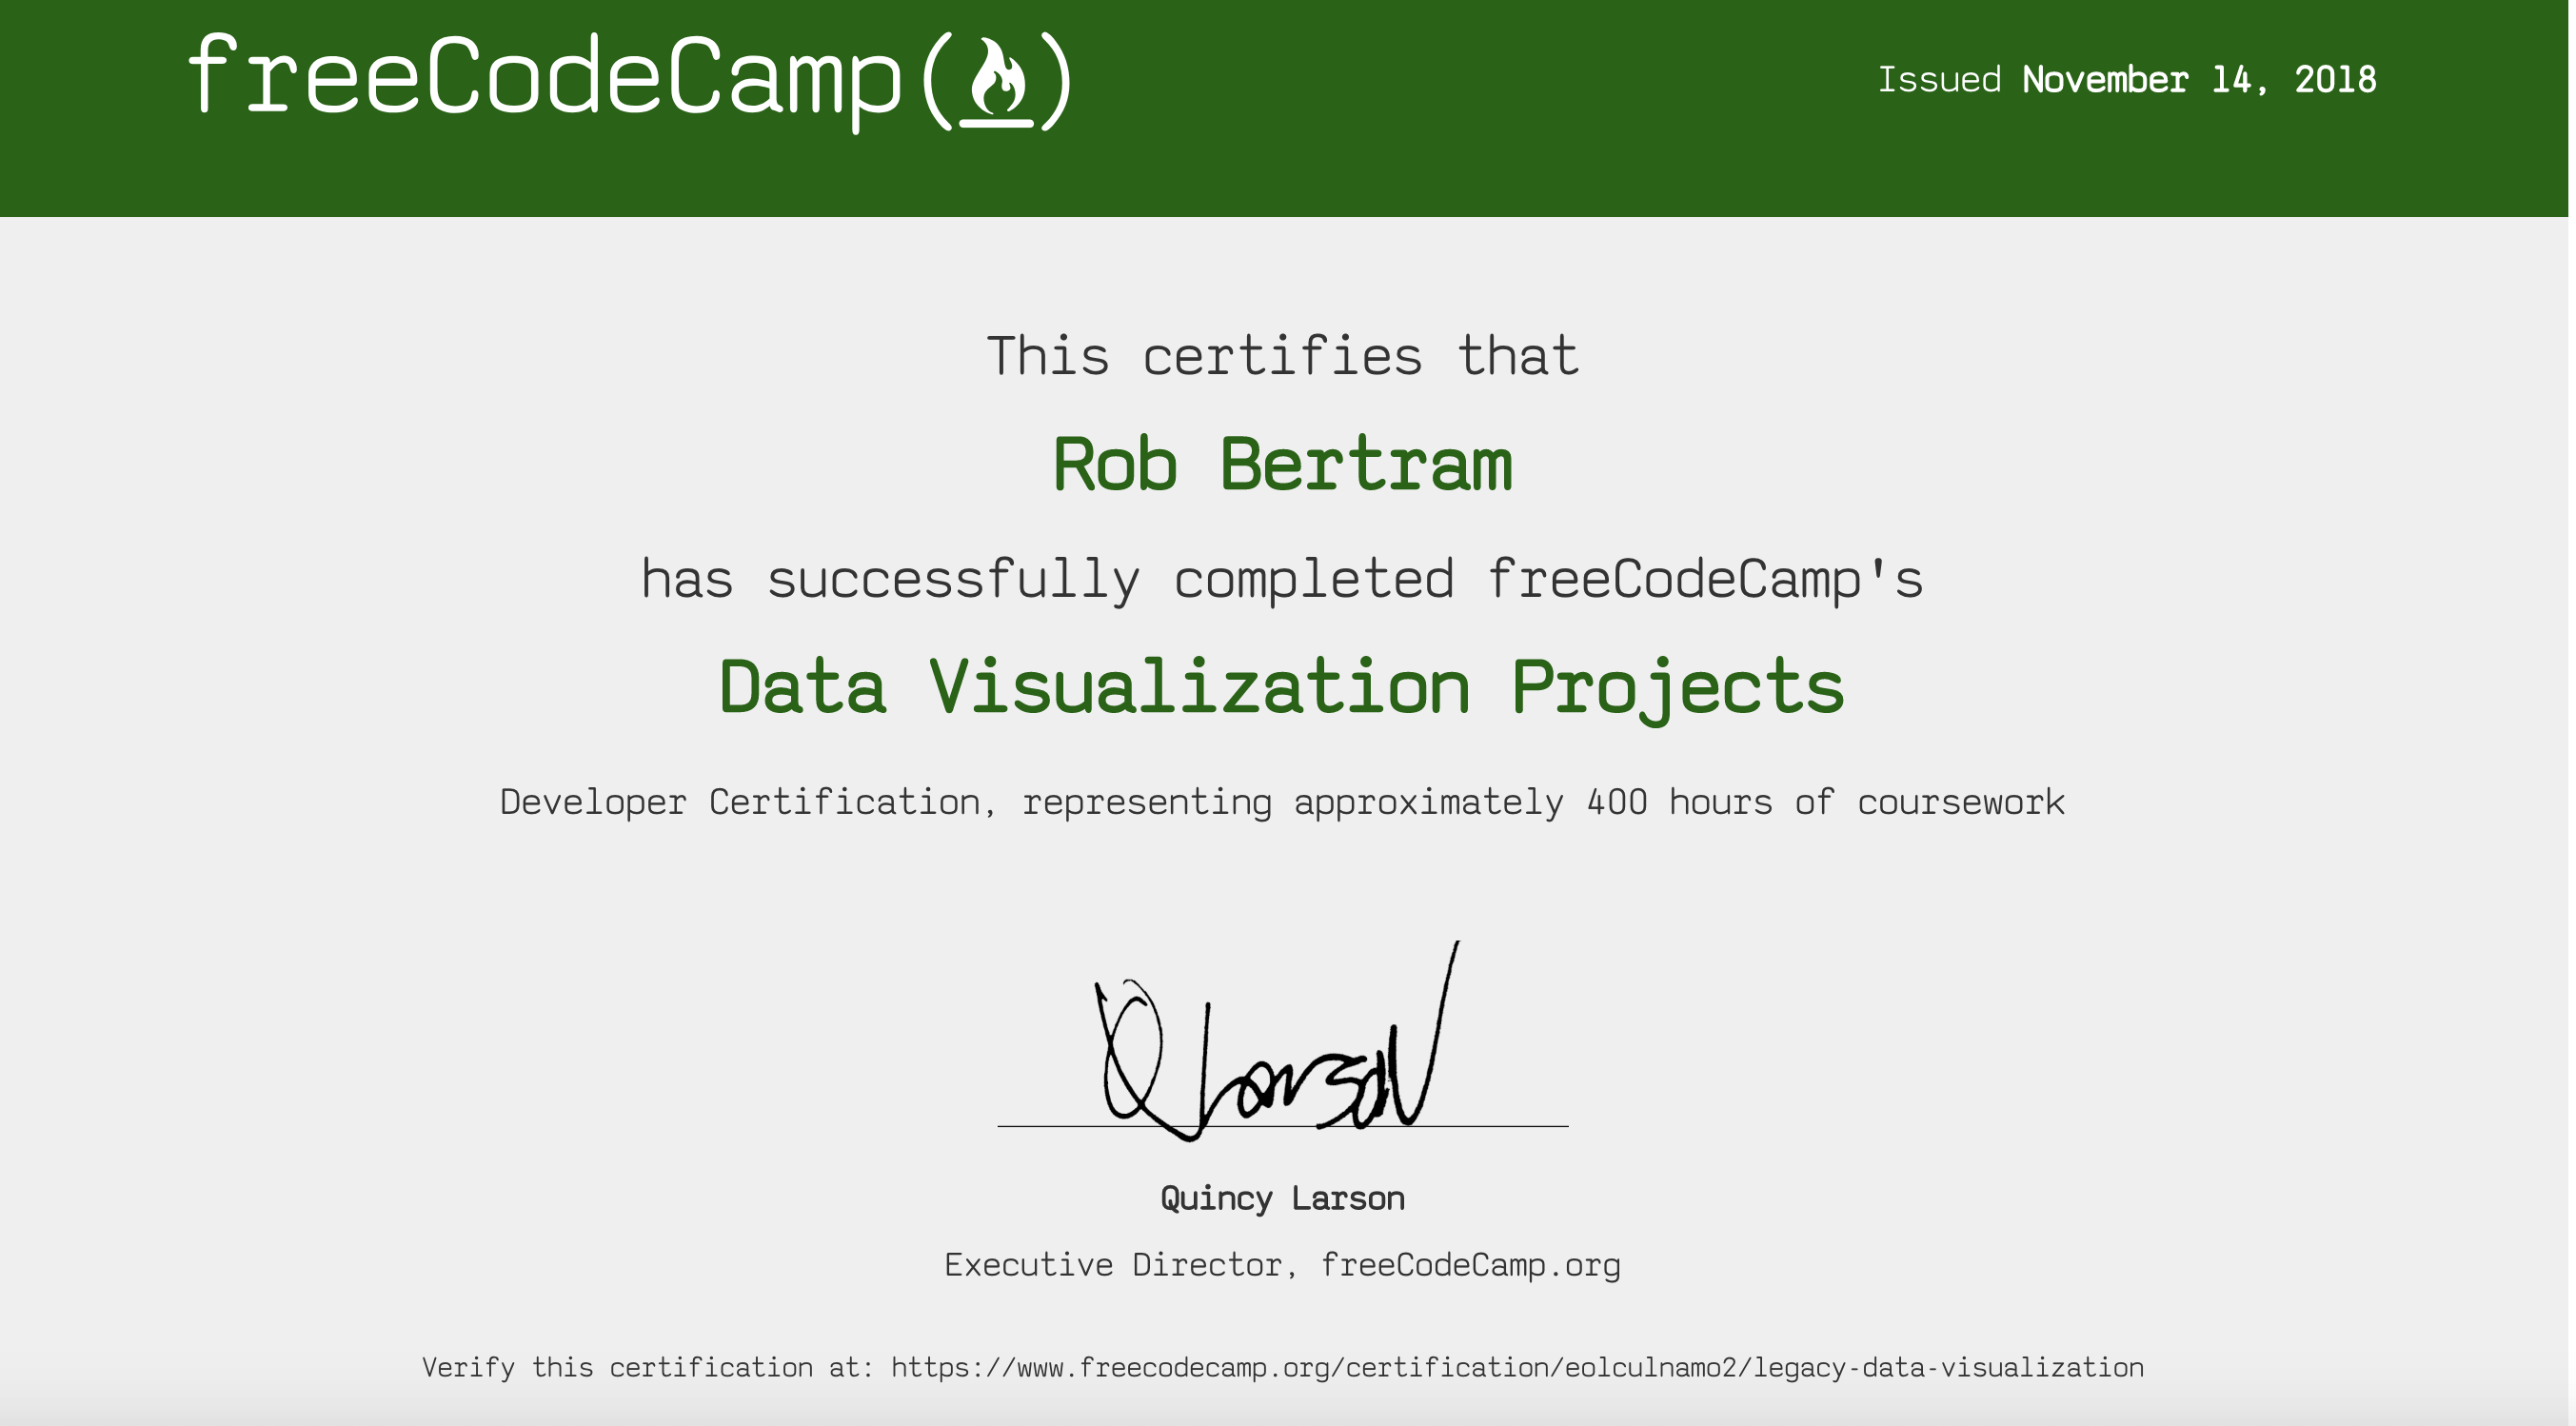 freeCodeCamp(🔥)
Issued November 14, 2018
This certifies that
Rob Bertram
has successfully completed freeCodeCamp's
Data Visualization Projects
Developer Certification, representing approximately 400 hours of coursework
Q Larson
Quincy Larson
Executive Director, freeCodeCamp.org
Verify this certification at: https://www.freecodecamp.org/certification/eolculnamo2/legacy-data-visualization